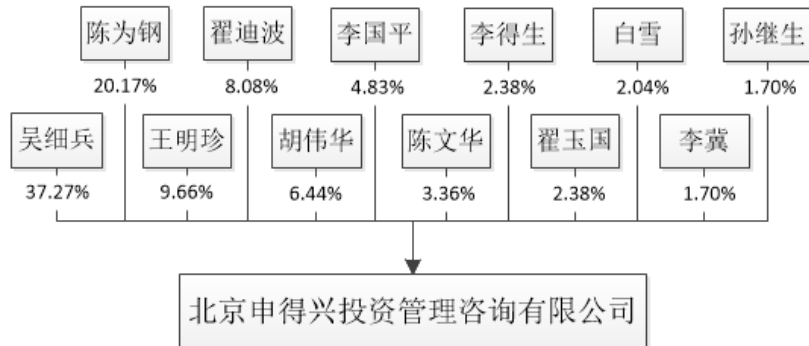 陈为钢 翟迪波 李国平 李得生 白雪 孙继生
20.17% 8.08% 4.83% 2.38% 2.04% 1.70%
吴细兵 王明珍 胡伟华 陈文华 翟玉国 李冀
37.27% 9.66% 6.44% 3.36% 2.38% 1.70%
北京申得兴投资管理咨询有限公司